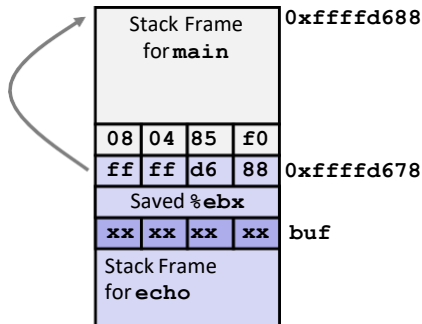 Stack Frame
for main
0xffffd688
08 04 85 f0
ff ff d6 88 0xffffd678
Saved %ebx
xx xx xx xx buf
Stack Frame
for echo